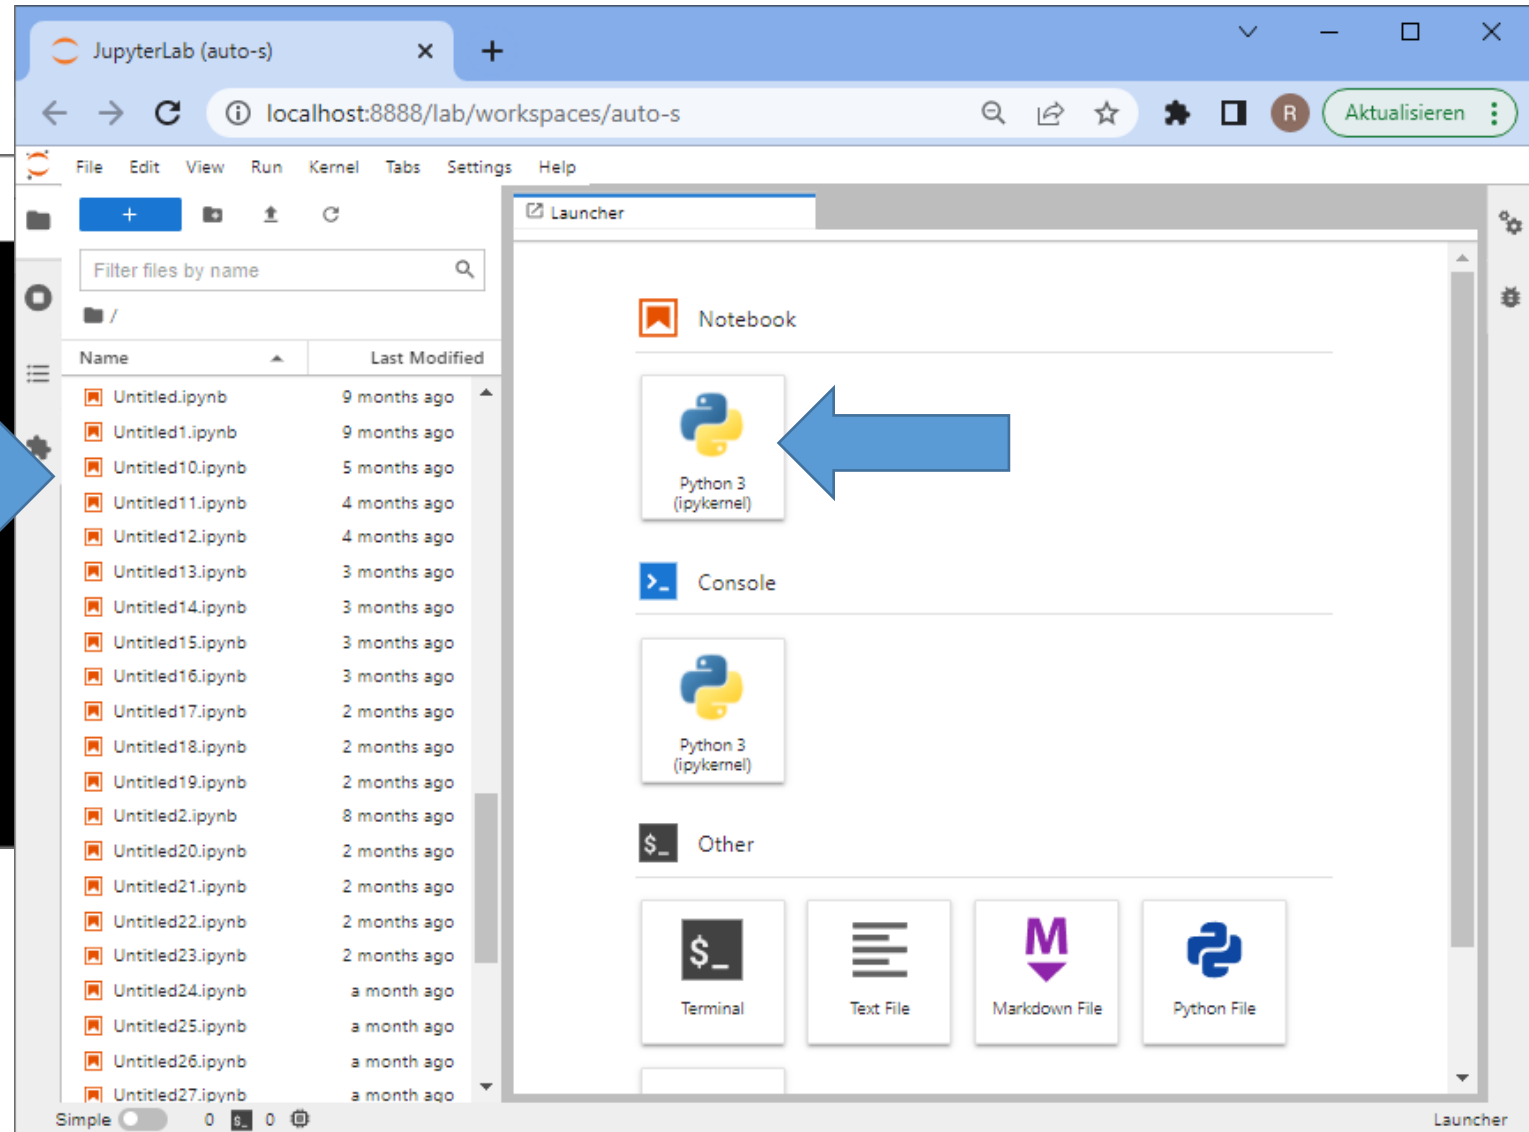 JupyterLab (auto-s)
localhost:8888/lab/workspaces/auto-s
R
Aktualisieren
File Edit View Run Kernel Tabs Settings Help
+
Launcher
Filter files by name
/
Name Last Modified
Untitled.ipynb 9 months ago
Untitled1.ipynb 9 months ago
Untitled10.ipynb 5 months ago
Untitled11.ipynb 4 months ago
Untitled12.ipynb 4 months ago
Untitled13.ipynb 3 months ago
Untitled14.ipynb 3 months ago
Untitled15.ipynb 3 months ago
Untitled16.ipynb 3 months ago
Untitled17.ipynb 2 months ago
Untitled18.ipynb 2 months ago
Untitled19.ipynb 2 months ago
Untitled2.ipynb 8 months ago
Untitled20.ipynb 2 months ago
Untitled21.ipynb 2 months ago
Untitled22.ipynb 2 months ago
Untitled23.ipynb 2 months ago
Untitled24.ipynb a month ago
Untitled25.ipynb a month ago
Untitled26.ipynb a month ago
Untitled27.ipynb a month ago
Notebook
Python 3
(ipykernel)
Console
Python 3
(ipykernel)
$_ Other
$_
M
Terminal
Text File
Markdown File
Python File
Simple 0 $_ 0
Launcher